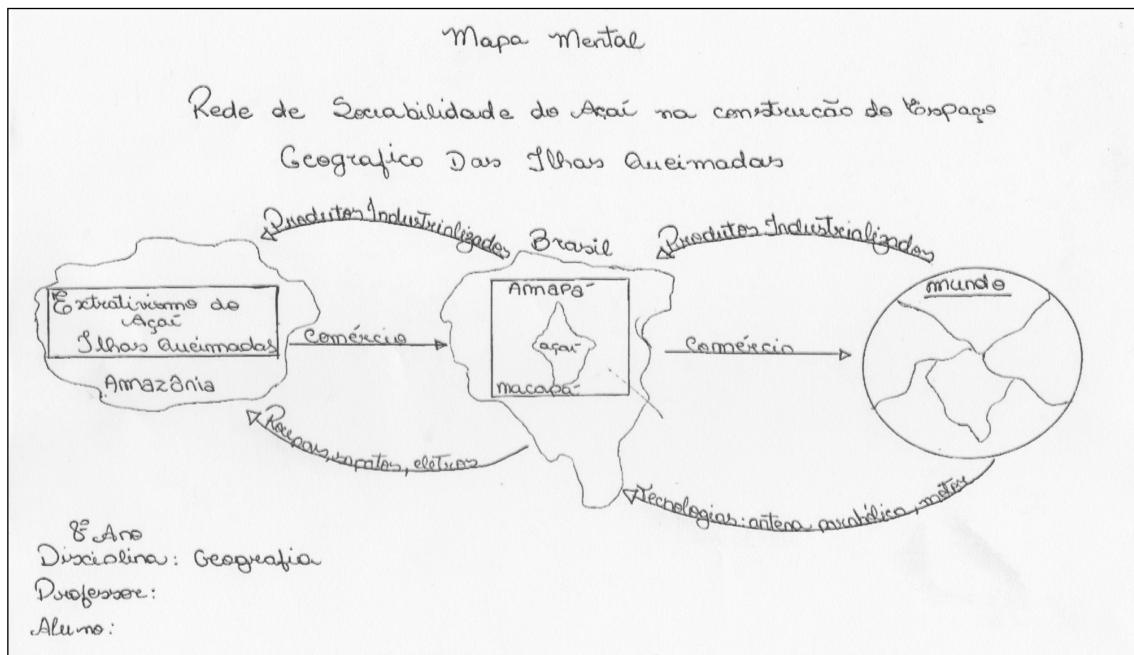 Mapa Mental
Rede de Sociabilidade do Açaí na construção do Espaço
Geografico Das Ilhas Queimadas
Produtos Industrializados
Brasil
Produtos Industrializados
Extrativismo do
Açaí
Ilhas Queimadas
Amazânia
Comércio
AmAPÁ
açaí
macapá
Comércio
mundo
Roupas, sapatos, eletros
Tecnologias: antena parabólica, motor
8º Ano
Disciplina: Geografia
Professor:
Aluno: